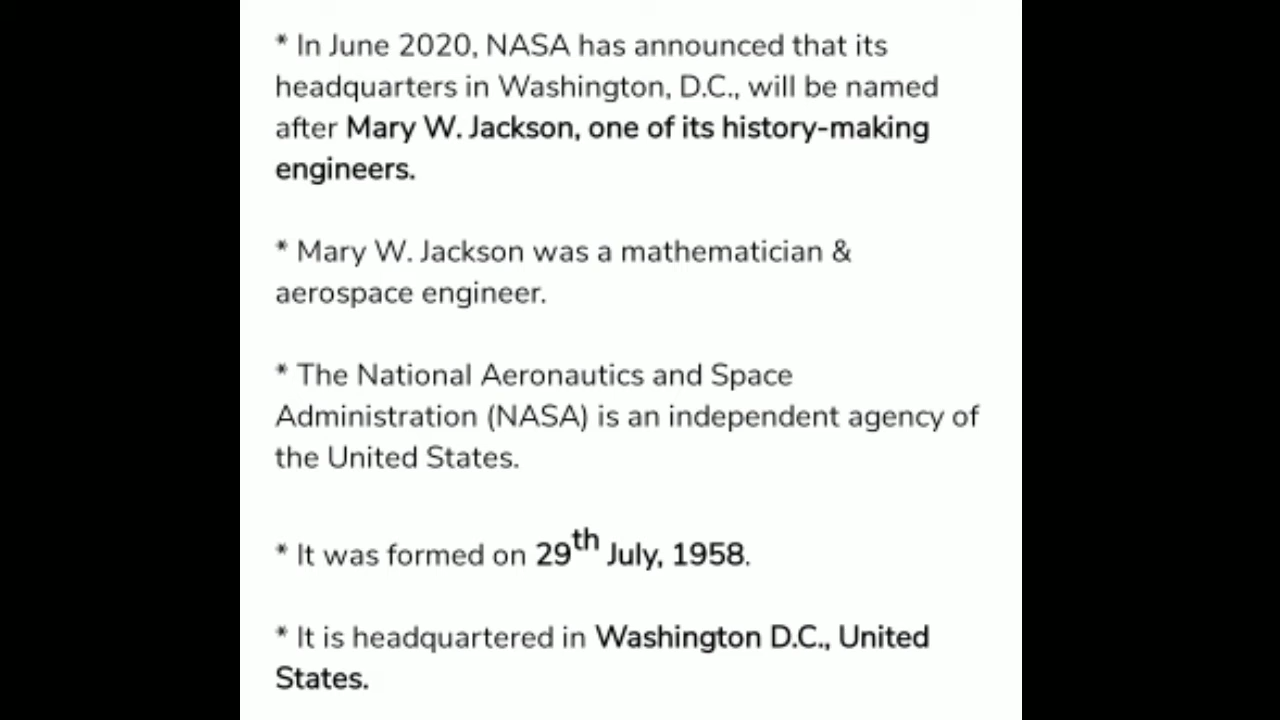 * In June 2020, NASA has announced that its
headquarters in Washington, D.C., will be named
after Mary W. Jackson, one of its history-making
engineers.
* Mary W. Jackson was a mathematician &
aerospace engineer.
* The National Aeronautics and Space
Administration (NASA) is an independent agency of
the United States.
* It was formed on 29th July, 1958.
* It is headquartered in Washington D.C., United
States.